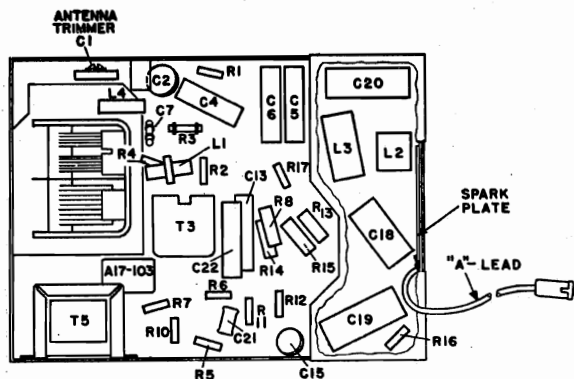 ANTENNA
TRIMMER
C1
C2
R1
C4
C6
C5
C20
L4
C7
R3
L3
L2
R4
L1
R2
C13
R17
R8
R13
T3
SPARK
PLATE
C18
C22
R14
R15
"A"-LEAD
A17-103
R6
R7
R11
R12
T5
R10
C21
C19
R16
R5
C15